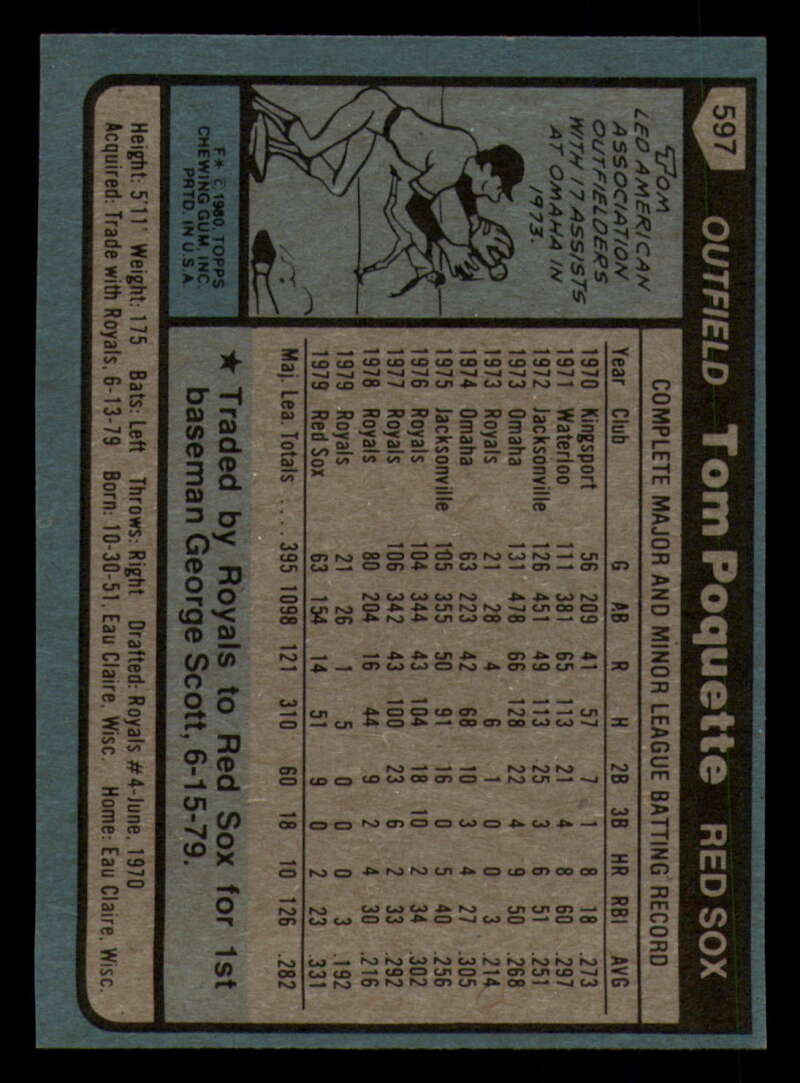 597 OUTFIELD Tom Poquette RED SOX
TOM
LED AMERICAN
ASSOCIATION
OUTFIELDERS
WITH 17 ASSISTS
AT OMAHA IN
1973.
F✶ © 1980 TOPPS
CHEWING GUM, INC.
PRTD. IN U.S.A.
COMPLETE MAJOR AND MINOR LEAGUE BATTING RECORD
Year Club G AB R H 2B 3B HR RBI AVG
1970 Kingsport 56 209 41 57 7 1 8 18 .273
1971 Waterloo 111 381 65 113 21 4 8 60 .297
1972 Jacksonville 126 451 49 113 25 3 6 51 .251
1973 Omaha 131 478 66 128 22 4 9 50 .268
1973 Royals 21 28 4 6 1 0 0 3 .214
1974 Omaha 63 223 42 68 10 3 4 27 .305
1975 Jacksonville 105 355 50 91 16 0 5 40 .256
1976 Royals 104 344 43 104 18 10 2 34 .302
1977 Royals 106 342 43 100 23 6 2 33 .292
1978 Royals 80 204 16 44 9 2 4 30 .216
1979 Royals 21 26 1 5 0 0 0 3 .192
1979 Red Sox 63 154 14 51 9 0 2 23 .331
Maj. Lea. Totals .... 395 1098 121 310 60 18 10 126 .282
★ Traded by Royals to Red Sox for 1st
baseman George Scott, 6-15-79.
Height: 5'11" Weight: 175 Bats: Left Throws: Right Drafted: Royals #4-June, 1970
Acquired: Trade with Royals, 6-13-79 Born: 10-30-51, Eau Claire, Wisc. Home: Eau Claire, Wisc.